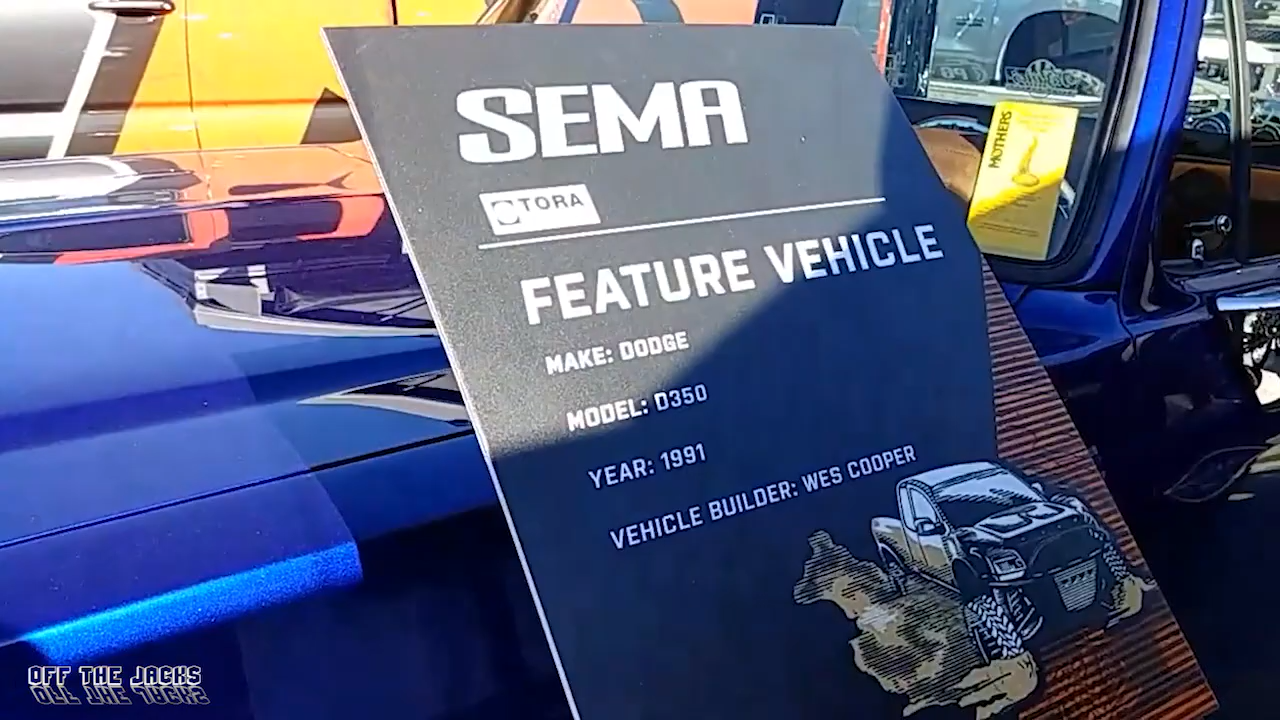 SEMA
TORA
FEATURE VEHICLE
MAKE: DODGE
MODEL: D350
YEAR: 1991
VEHICLE BUILDER: WES COOPER
MOTHERS
OFF THE JACKS